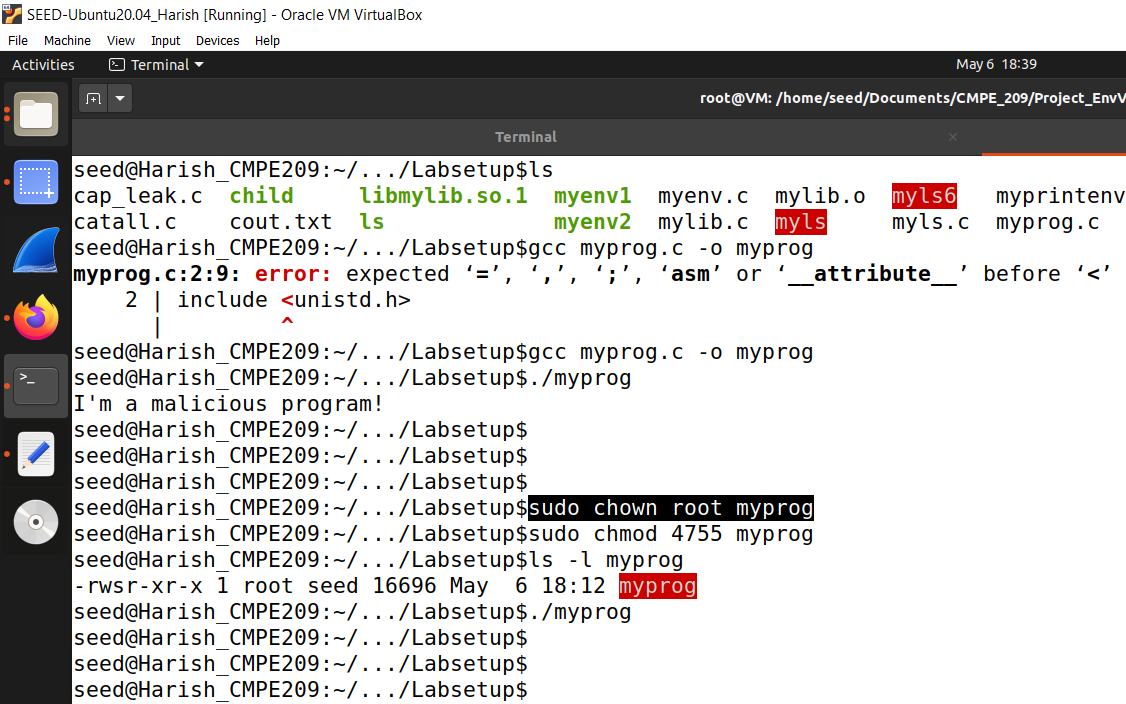 SEED-Ubuntu20.04_Harish [Running] - Oracle VM VirtualBox
File Machine View Input Devices Help
Activities Terminal May 6 18:39
root@VM: /home/seed/Documents/CMPE_209/Project_EnvV
Terminal ×
seed@Harish_CMPE209:~/.../Labsetup$ls
cap_leak.c child libmylib.so.1 myenv1 myenv.c mylib.o myls6 myprintenv
catall.c cout.txt ls myenv2 mylib.c myls myls.c myprog.c
seed@Harish_CMPE209:~/.../Labsetup$gcc myprog.c -o myprog
myprog.c:2:9: error: expected ‘=’, ‘,’, ‘;’, ‘asm’ or ‘__attribute__’ before ‘<’
2 | include <unistd.h>
| ^
seed@Harish_CMPE209:~/.../Labsetup$gcc myprog.c -o myprog
seed@Harish_CMPE209:~/.../Labsetup$./myprog
I'm a malicious program!
seed@Harish_CMPE209:~/.../Labsetup$
seed@Harish_CMPE209:~/.../Labsetup$
seed@Harish_CMPE209:~/.../Labsetup$
seed@Harish_CMPE209:~/.../Labsetup$sudo chown root myprog
seed@Harish_CMPE209:~/.../Labsetup$sudo chmod 4755 myprog
seed@Harish_CMPE209:~/.../Labsetup$ls -l myprog
-rwsr-xr-x 1 root seed 16696 May  6 18:12 myprog
seed@Harish_CMPE209:~/.../Labsetup$./myprog
seed@Harish_CMPE209:~/.../Labsetup$
seed@Harish_CMPE209:~/.../Labsetup$
seed@Harish_CMPE209:~/.../Labsetup$